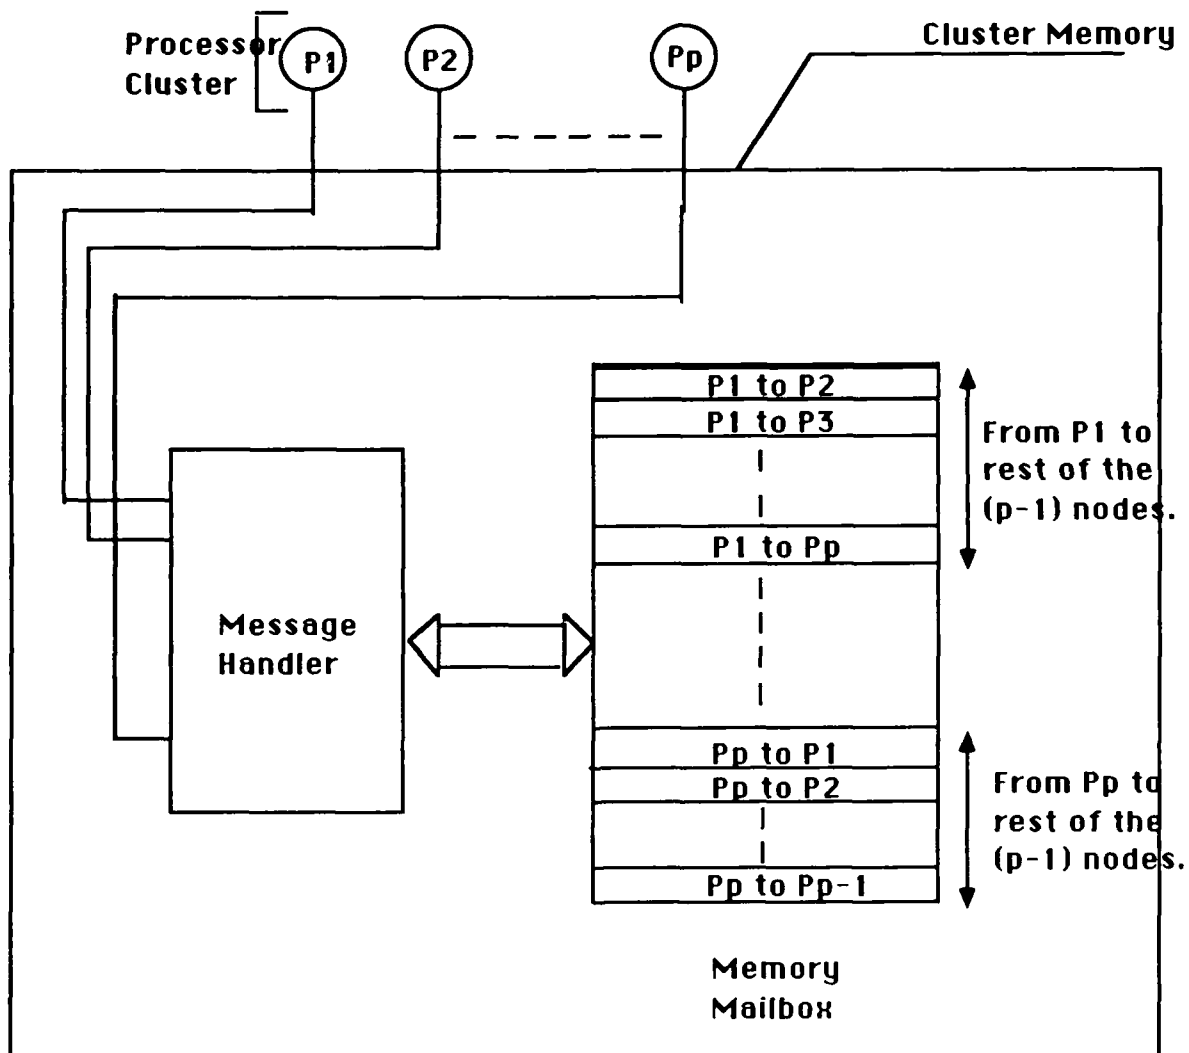 Processor
Cluster
P1
P2
Pp
Cluster Memory
P1 to P2
P1 to P3
P1 to Pp
From P1 to
rest of the
(p-1) nodes.
Message
Handler
Pp to P1
Pp to P2
Pp to Pp-1
From Pp to
rest of the
(p-1) nodes.
Memory
Mailbox